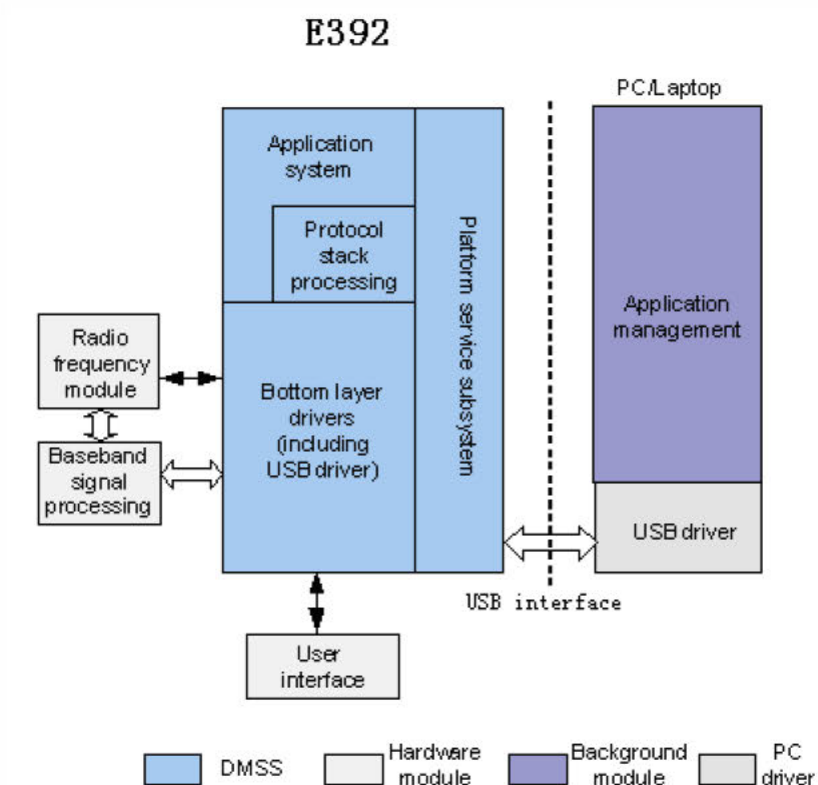 E392
PC/Laptop
Application
system
Protocol
stack
processing
Platform service subsystem
Application
management
Radio
frequency
module
Bottom layer
drivers
(including
USB driver)
Baseband
signal
processing
USB driver
USB interface
User
interface
DMSS
Hardware
module
Background
module
PC
driver